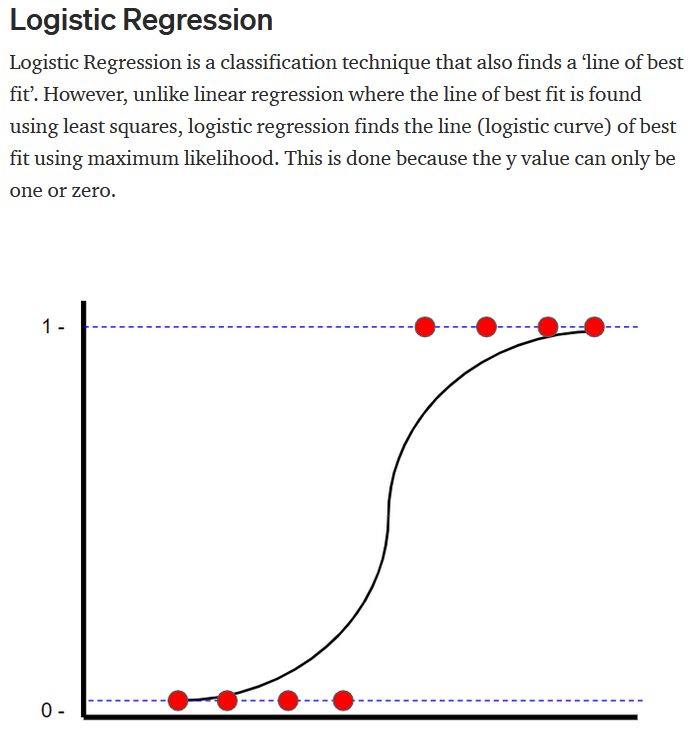 Logistic Regression
Logistic Regression is a classification technique that also finds a ‘line of best
fit’. However, unlike linear regression where the line of best fit is found
using least squares, logistic regression finds the line (logistic curve) of best
fit using maximum likelihood. This is done because the y value can only be
one or zero.
1 -
0 -